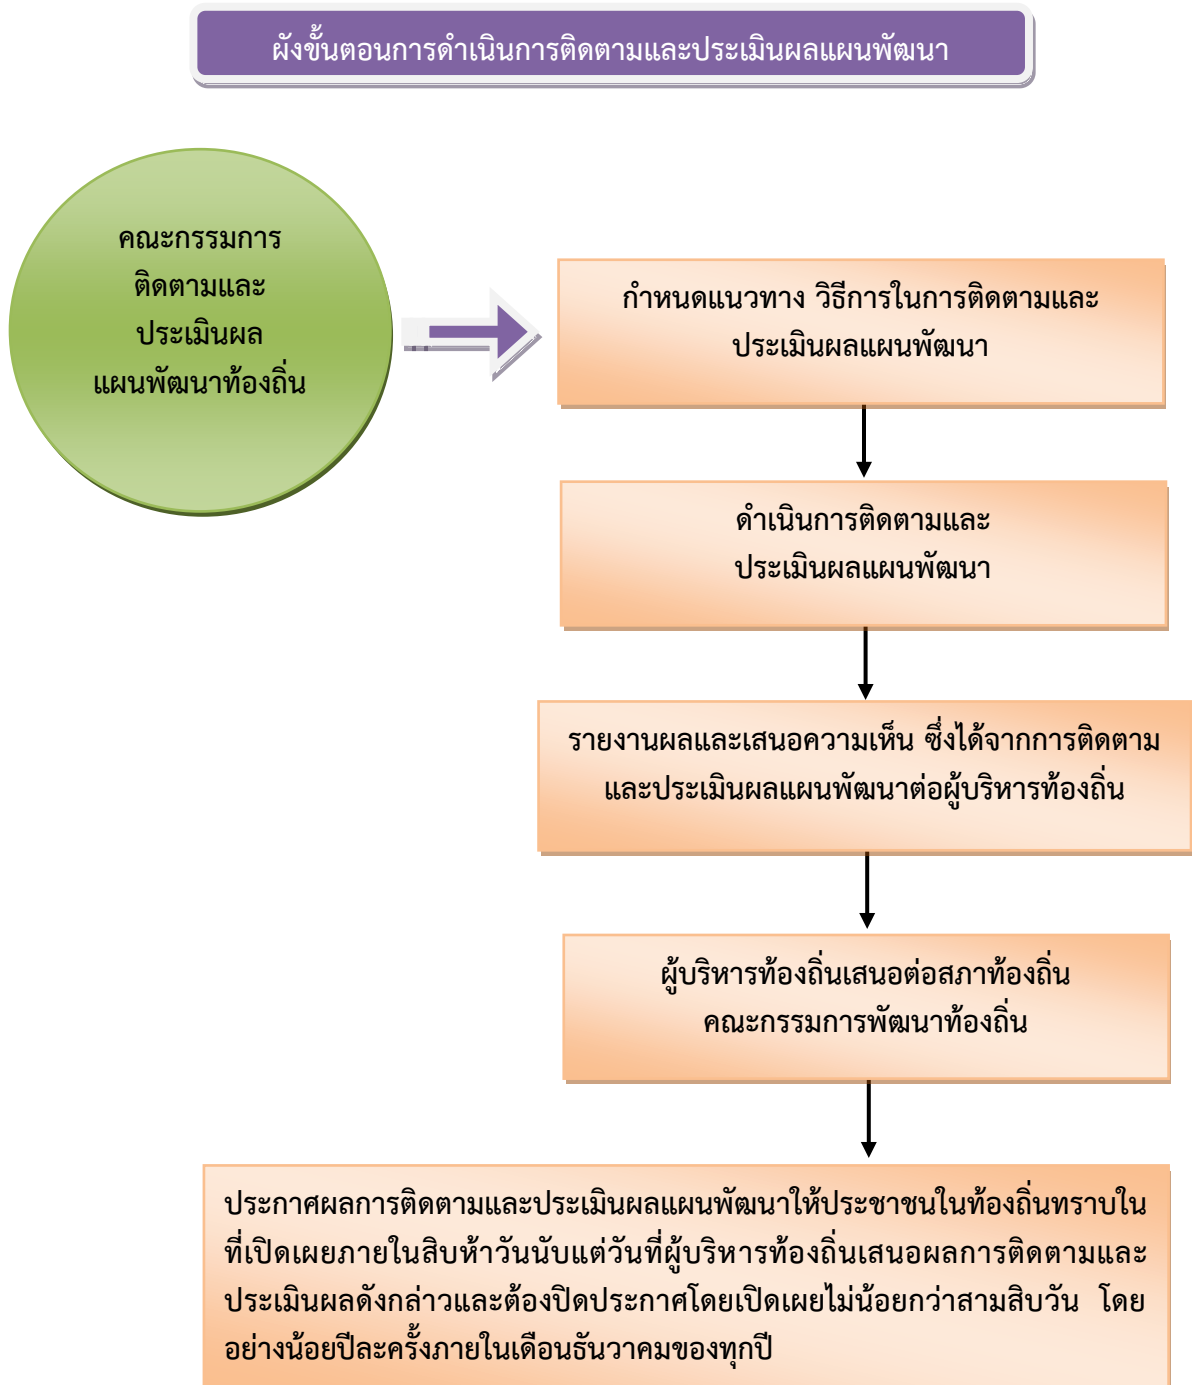 ผังขั้นตอนการดำเนินการติดตามและประเมินผลแผนพัฒนา
คณะกรรมการ
ติดตามและ
ประเมินผล
แผนพัฒนาท้องถิ่น
กำหนดแนวทาง วิธีการในการติดตามและ
ประเมินผลแผนพัฒนา
ดำเนินการติดตามและ
ประเมินผลแผนพัฒนา
รายงานผลและเสนอความเห็น ซึ่งได้จากการติดตาม
และประเมินผลแผนพัฒนาต่อผู้บริหารท้องถิ่น
ผู้บริหารท้องถิ่นเสนอต่อสภาท้องถิ่น
คณะกรรมการพัฒนาท้องถิ่น
ประกาศผลการติดตามและประเมินผลแผนพัฒนาให้ประชาชนในท้องถิ่นทราบใน
ที่เปิดเผยภายในสิบห้าวันนับแต่วันที่ผู้บริหารท้องถิ่นเสนอผลการติดตามและ
ประเมินผลดังกล่าวและต้องปิดประกาศโดยเปิดเผยไม่น้อยกว่าสามสิบวัน โดย
อย่างน้อยปีละครั้งภายในเดือนธันวาคมของทุกปี